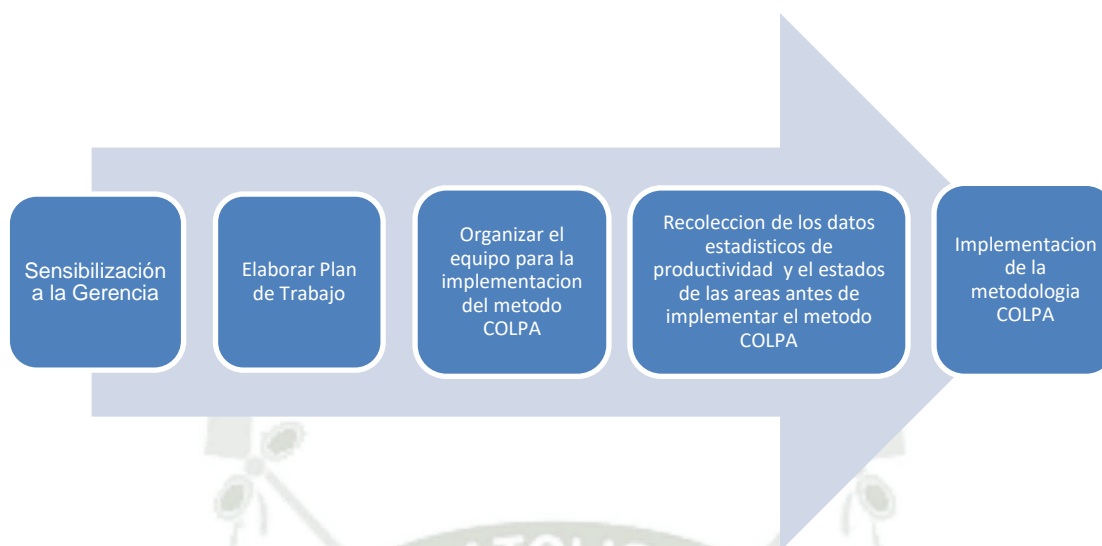 Sensibilización
a la Gerencia
Elaborar Plan
de Trabajo
Organizar el
equipo para la
implementacion
del metodo
COLPA
Recoleccion de los datos
estadisticos de
productividad y el estados
de las areas antes de
implementar el metodo
COLPA
Implementacion
de la
metodologia
COLPA